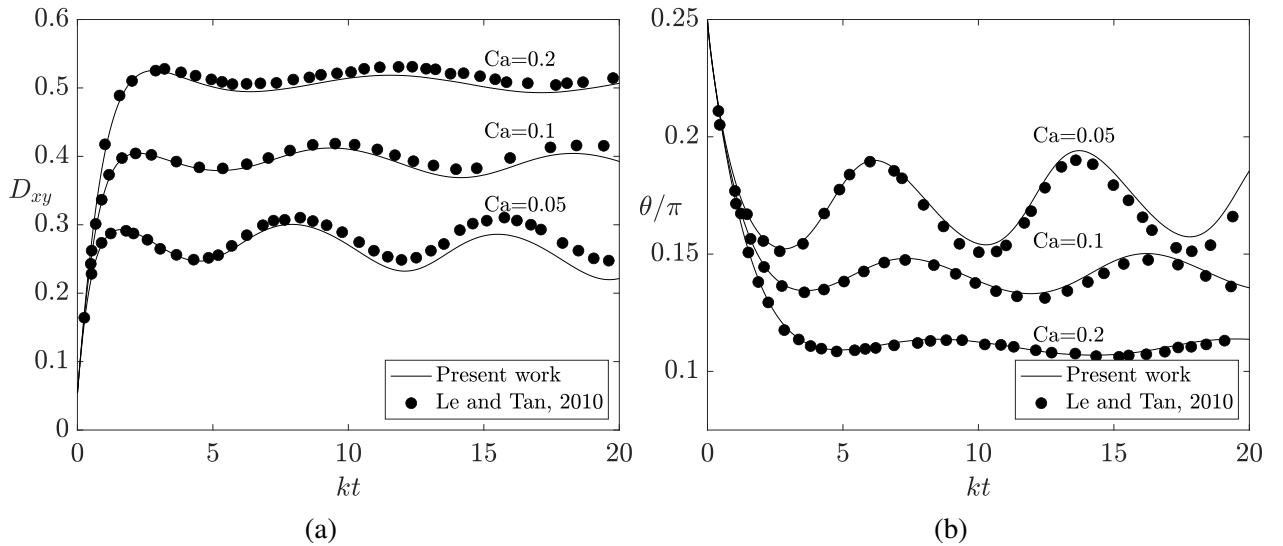 0.6
0.5
0.4
0.3
0.2
0.1
0
D_{xy}
Ca=0.2
Ca=0.1
Ca=0.05
Present work
Le and Tan, 2010
0 5 10 15 20
kt
(a)
0.25
0.2
0.15
0.1
θ/π
Ca=0.05
Ca=0.1
Ca=0.2
Present work
Le and Tan, 2010
0 5 10 15 20
kt
(b)